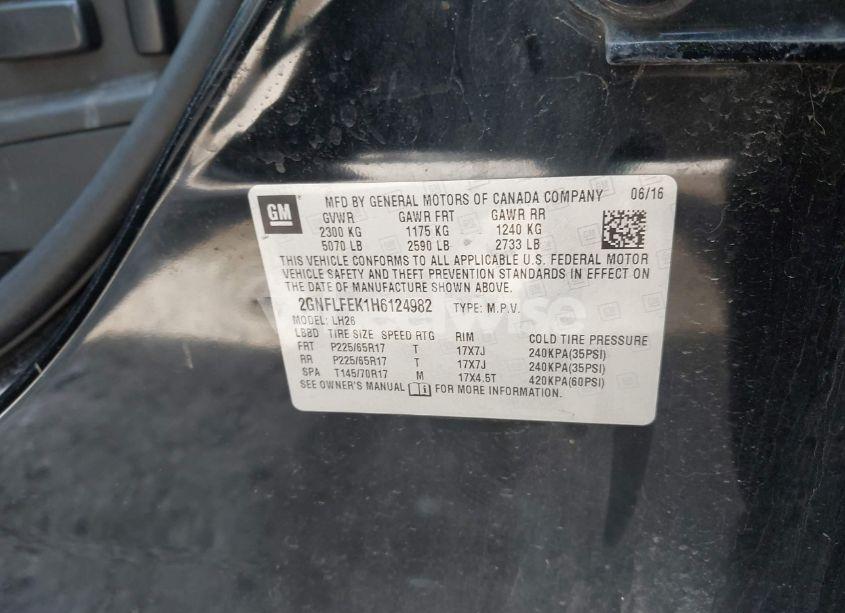 GM
MFD BY GENERAL MOTORS OF CANADA COMPANY 06/16
GVWR GAWR FRT GAWR RR
2300 KG 1175 KG 1240 KG
5070 LB 2590 LB 2733 LB
THIS VEHICLE CONFORMS TO ALL APPLICABLE U.S. FEDERAL MOTOR
VEHICLE SAFETY AND THEFT PREVENTION STANDARDS IN EFFECT ON
THE DATE OF MANUFACTURE SHOWN ABOVE.
2GNFLFEK1H6124982 TYPE: M.P.V.
MODEL: LH26
TIRE SIZE SPEED RTG RIM COLD TIRE PRESSURE
FRT P225/65R17 T 17X7J 240KPA(35PSI)
RR P225/65R17 T 17X7J 240KPA(35PSI)
SPA T145/70R17 M 17X4.5T 420KPA(60PSI)
SEE OWNER'S MANUAL FOR MORE INFORMATION.